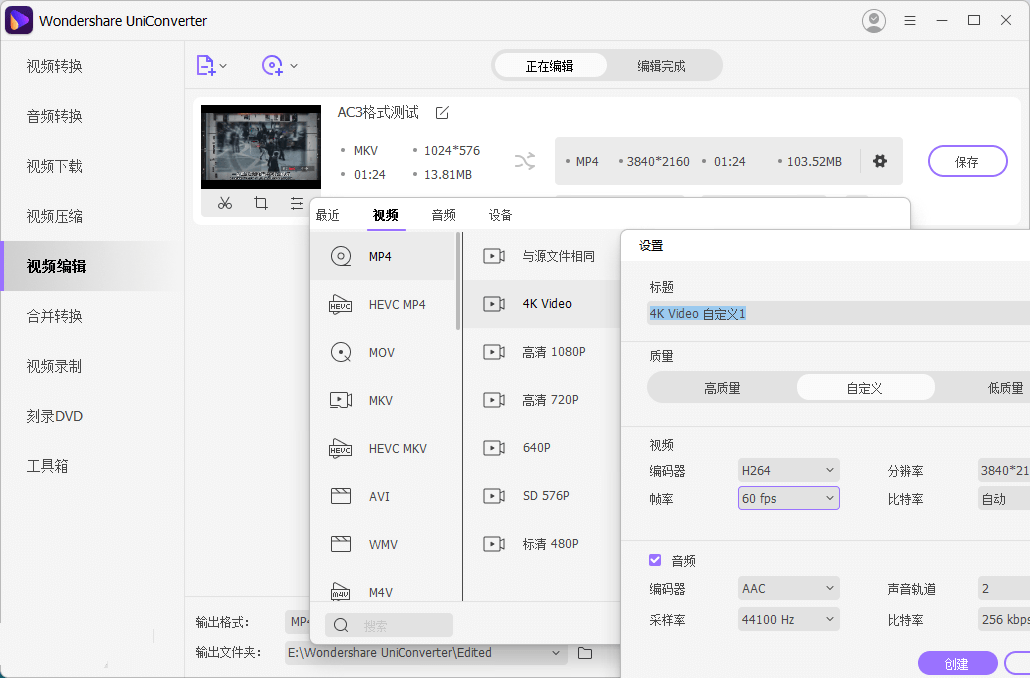 Wondershare UniConverter
视频转换
音频转换
视频下载
视频压缩
视频编辑
合并转换
视频录制
刻录DVD
工具箱
正在编辑 编辑完成
AC3格式测试
MKV 1024*576
01:24 13.81MB
MP4 3840*2160 01:24 103.52MB
保存
最近 视频 音频 设备
MP4
HEVC MP4
MOV
MKV
HEVC MKV
AVI
WMV
M4V
搜索
与源文件相同
4K Video
高清 1080P
高清 720P
640P
SD 576P
标清 480P
设置
标题
4K Video 自定义1
质量
高质量 自定义 低质量
视频
编码器 H264 分辨率 3840*21
帧率 60 fps 比特率 自动
音频
编码器 AAC 声音轨道 2
采样率 44100 Hz 比特率 256 kbps
创建
输出格式: MP4
输出文件夹: E:\Wondershare UniConverter\Edited